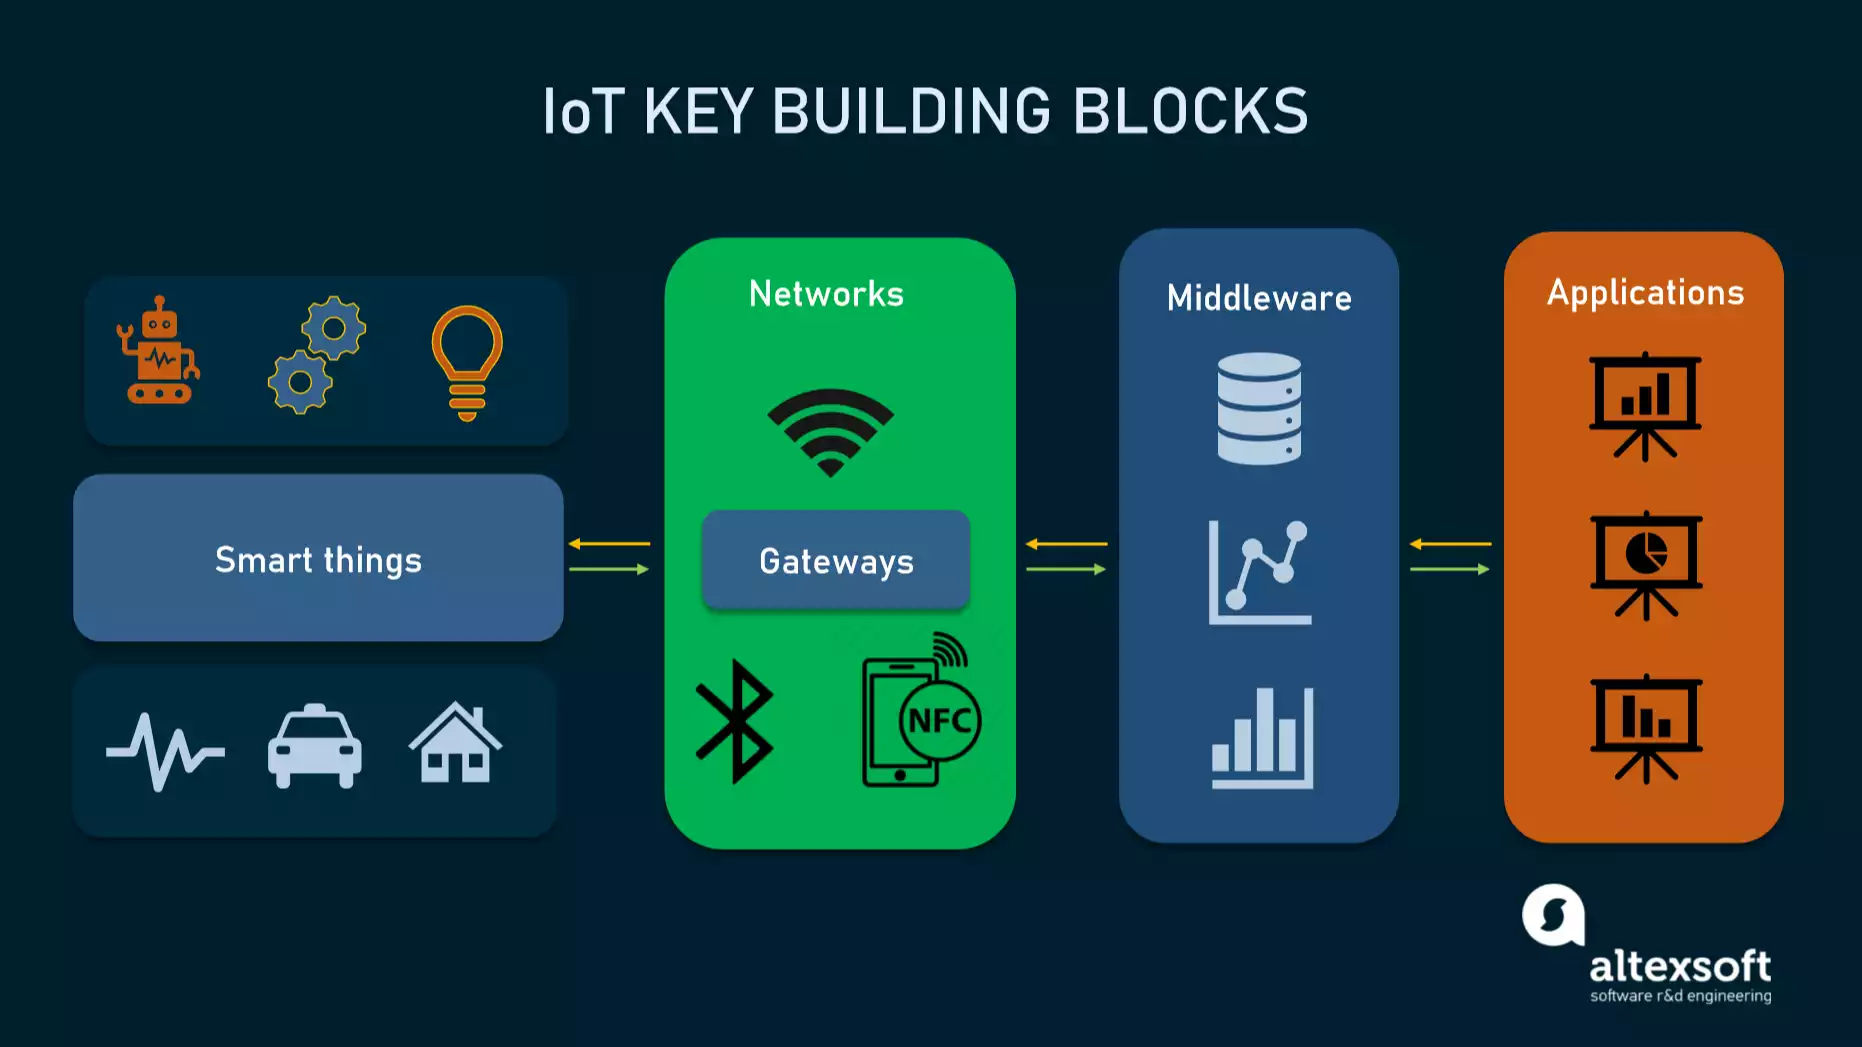 IoT KEY BUILDING BLOCKS
Smart things
Networks
Gateways
NFC
Middleware
Applications
altexsoft
software r&d engineering